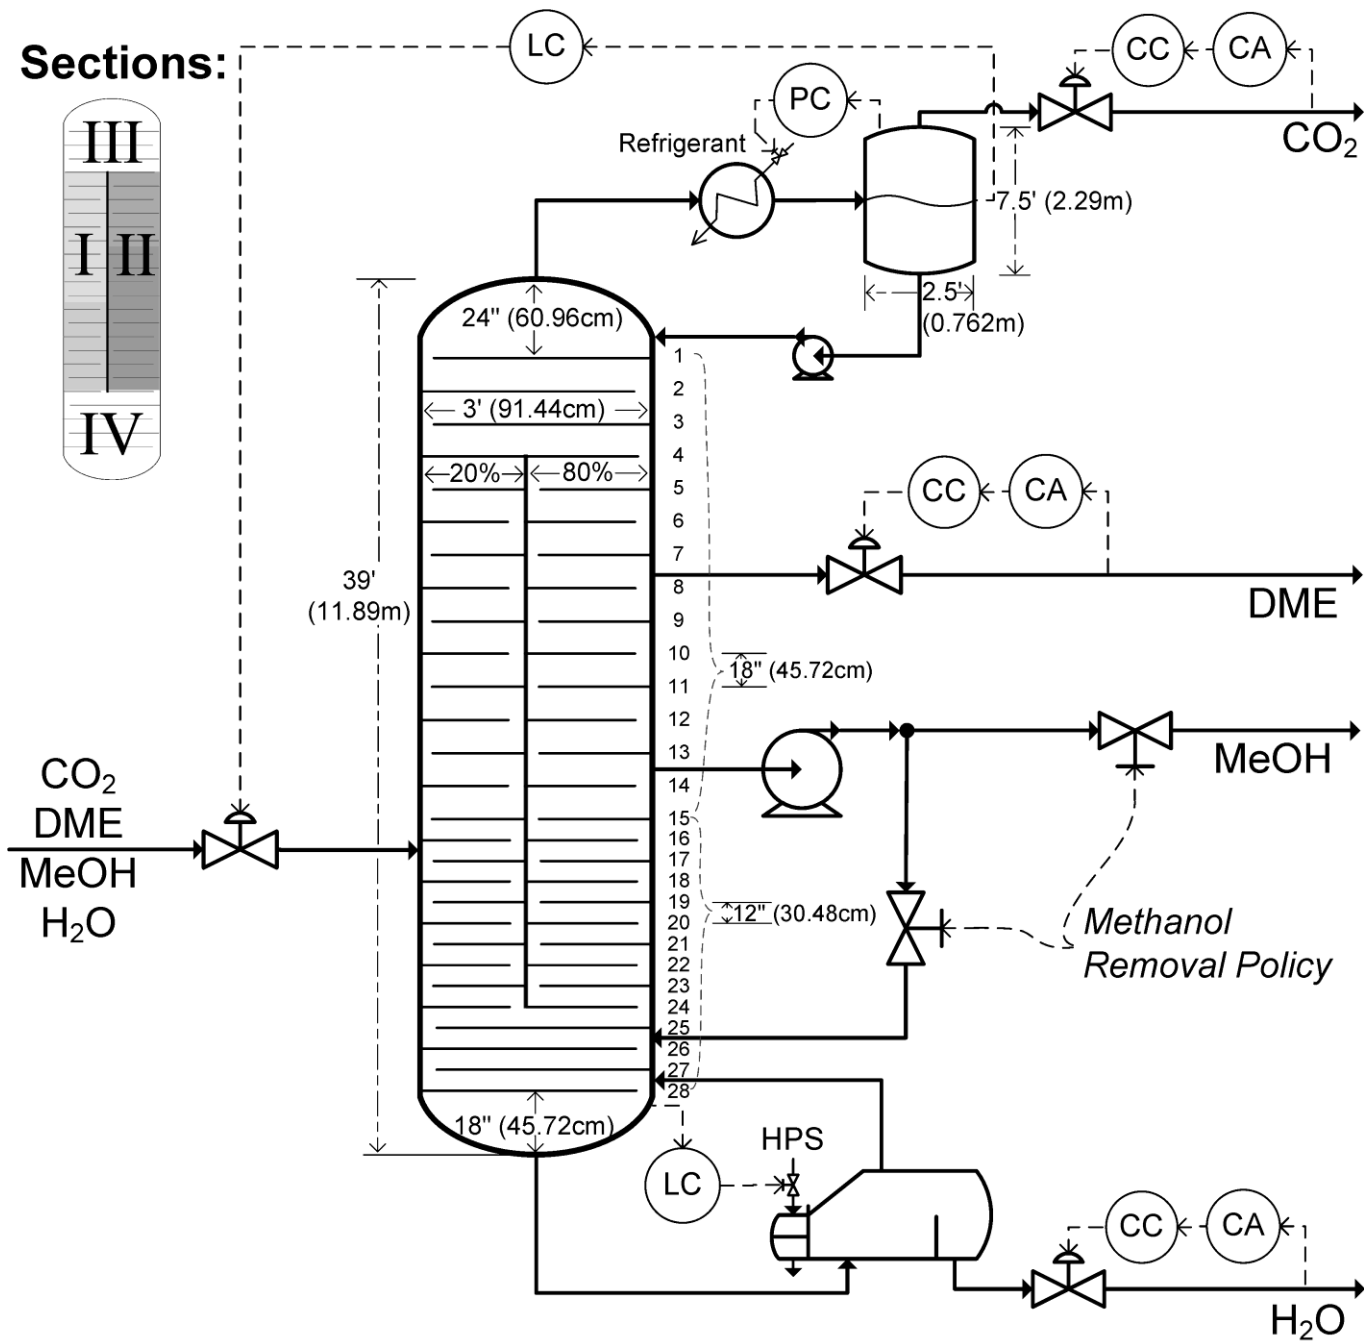 Sections:
III
I
II
IV
LC
PC
CC
CA
CO₂
Refrigerant
7.5' (2.29m)
2.5'
(0.762m)
24" (60.96cm)
3' (91.44cm)
20%
80%
39'
(11.89m)
1
2
3
4
5
6
7
8
9
10
11
12
13
14
15
16
17
18
19
20
21
22
23
24
25
26
27
28
18" (45.72cm)
12" (30.48cm)
CC
CA
DME
MeOH
CO₂
DME
MeOH
H₂O
Methanol
Removal Policy
18" (45.72cm)
LC
HPS
CC
CA
H₂O